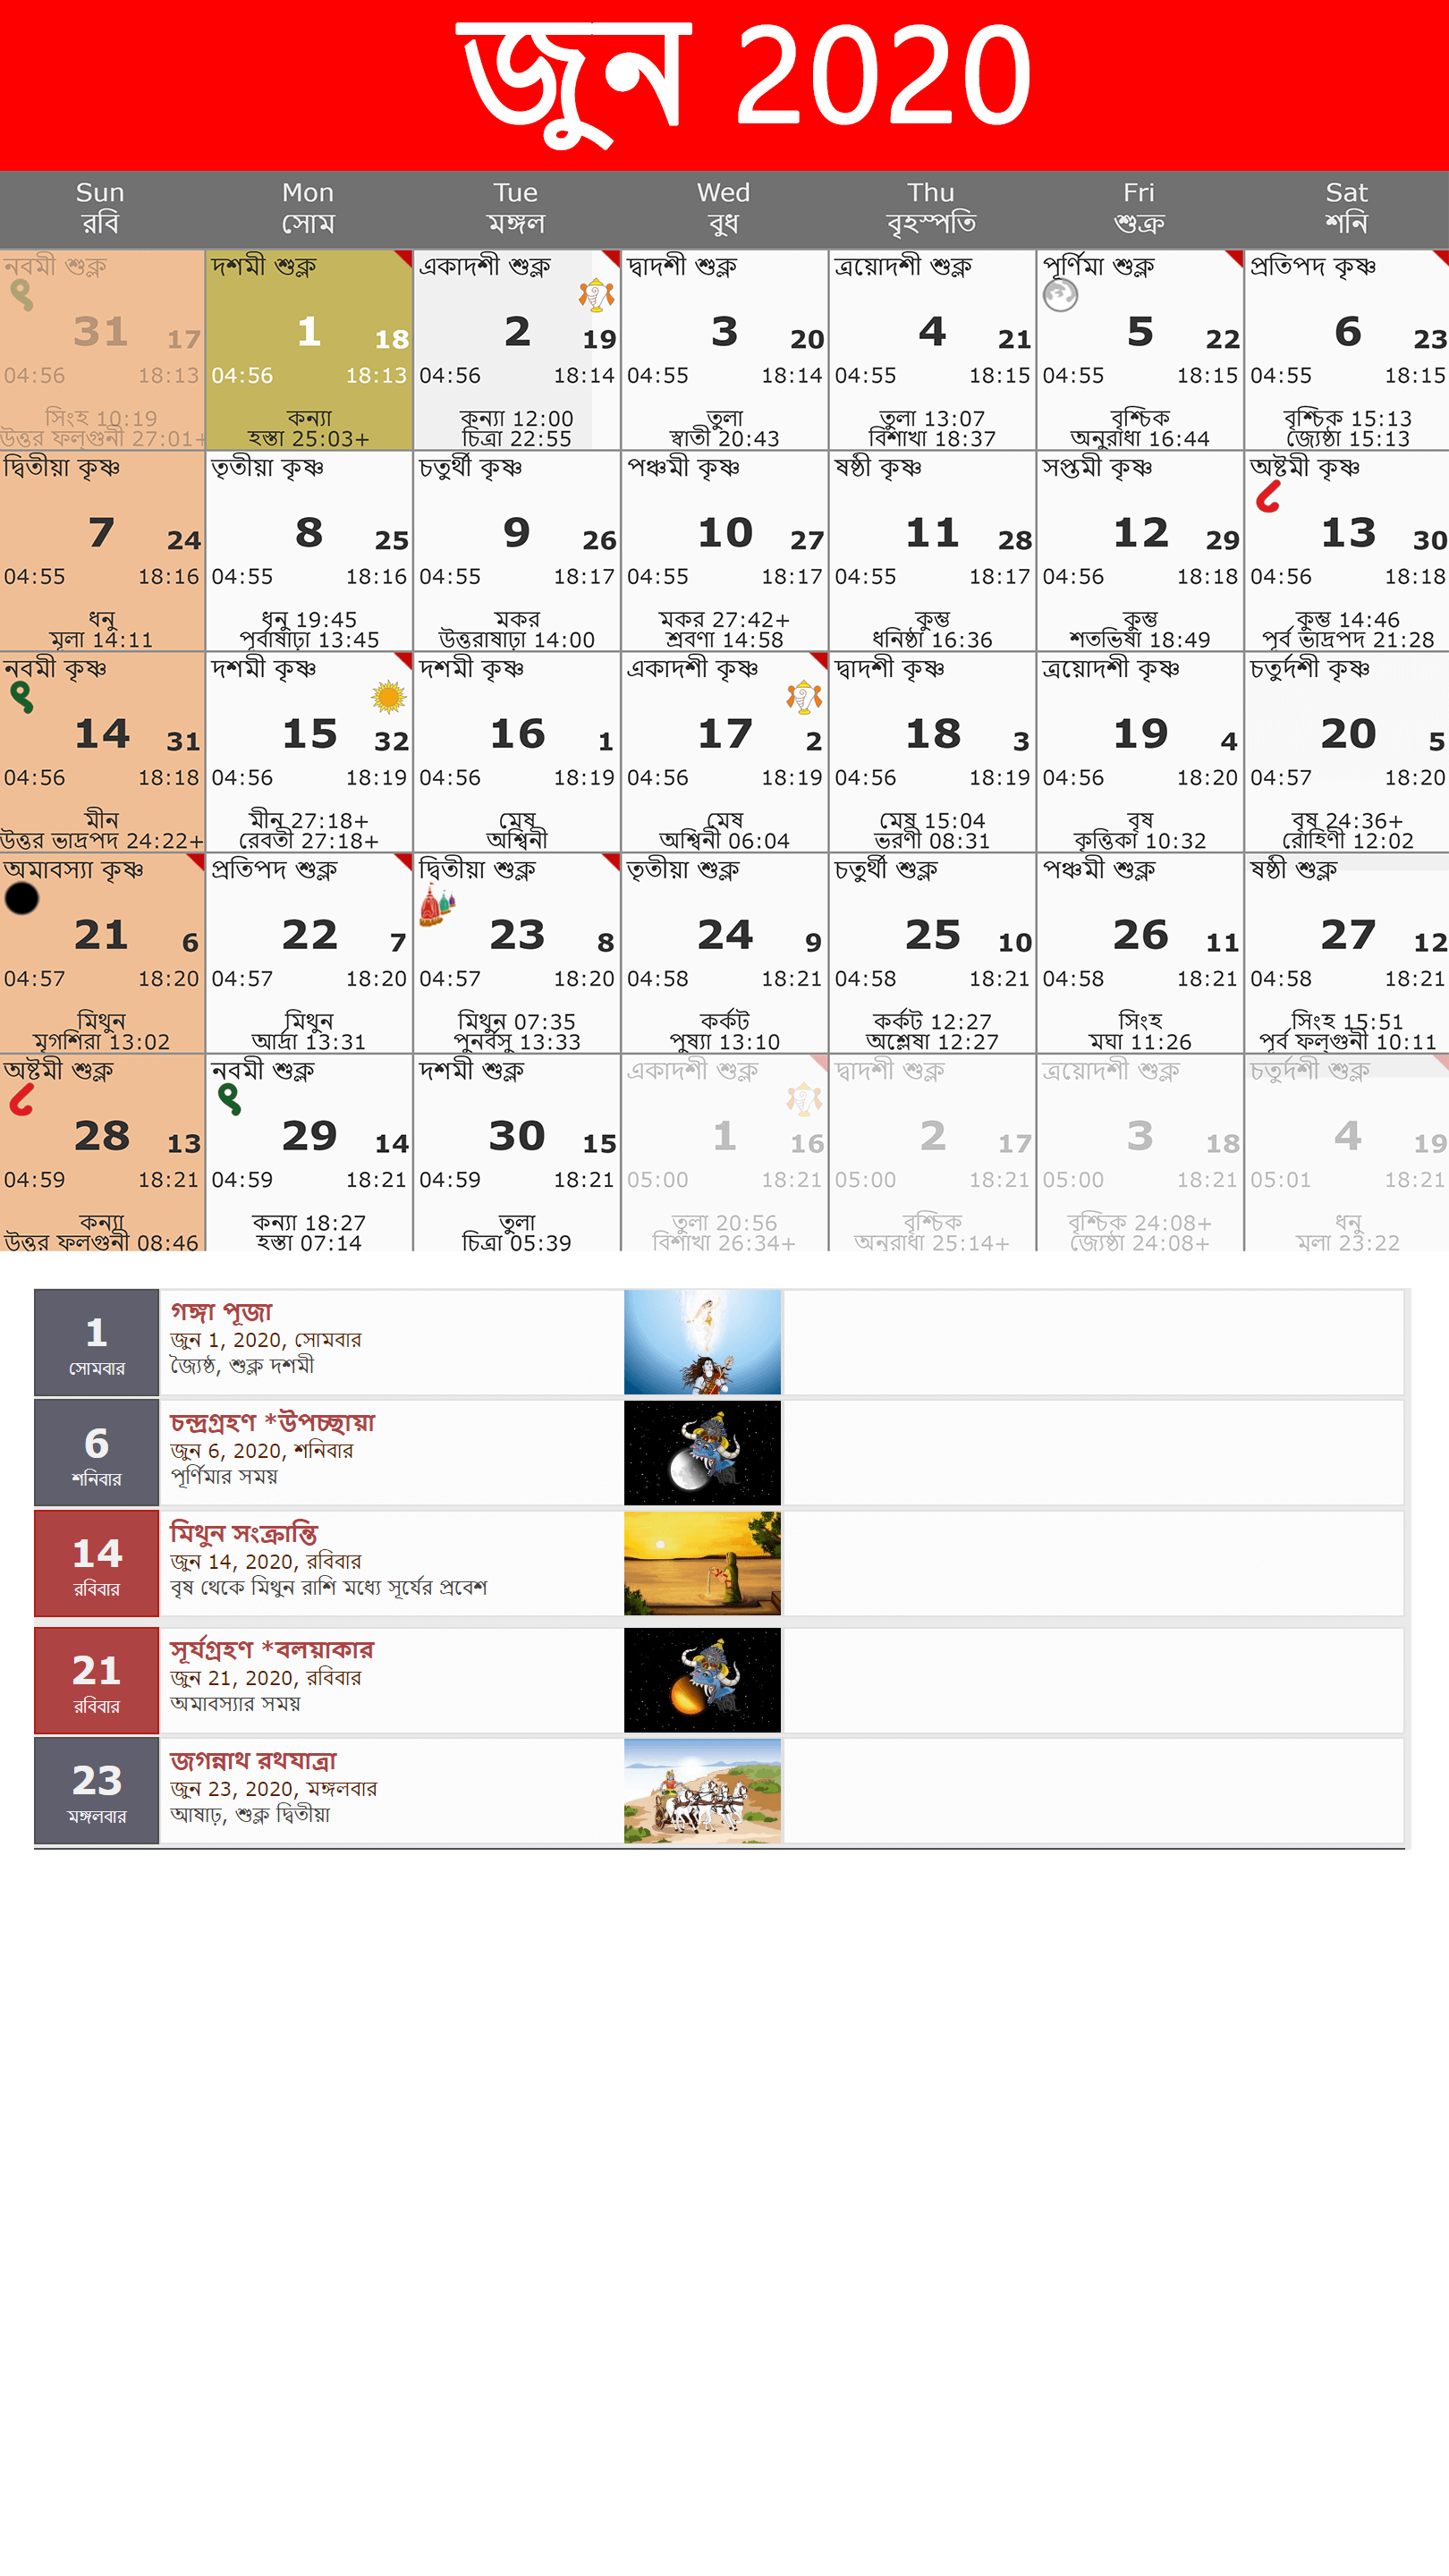 জুন 2020
Sun Mon Tue Wed Thu Fri Sat
রবি সোম মঙ্গল বুধ বৃহস্পতি শুক্র শনি
নবমী শুক্ল দশমী শুক্ল একাদশী শুক্ল দ্বাদশী শুক্ল ত্রয়োদশী শুক্ল পূর্ণিমা শুক্ল প্রতিপদ কৃষ্ণ
৯
31 17 1 18 2 19 3 20 4 21 5 22 6 23
04:56 18:13 04:56 18:13 04:56 18:14 04:55 18:14 04:55 18:15 04:55 18:15 04:55 18:15
সিংহ 10:19 কন্যা কন্যা 12:00 তুলা তুলা 13:07 বৃশ্চিক বৃশ্চিক 15:13
উত্তর ফল্গুনী 27:01+ হস্তা 25:03+ চিত্রা 22:55 স্বাতী 20:43 বিশাখা 18:37 অনুরাধা 16:44 জ্যেষ্ঠা 15:13
দ্বিতীয়া কৃষ্ণ তৃতীয়া কৃষ্ণ চতুর্থী কৃষ্ণ পঞ্চমী কৃষ্ণ ষষ্ঠী কৃষ্ণ সপ্তমী কৃষ্ণ অষ্টমী কৃষ্ণ
৮
7 24 8 25 9 26 10 27 11 28 12 29 13 30
04:55 18:16 04:55 18:16 04:55 18:17 04:55 18:17 04:55 18:17 04:56 18:18 04:56 18:18
ধনু ধনু 19:45 মকর মকর 27:42+ কুম্ভ কুম্ভ কুম্ভ 14:46
মূলা 14:11 পূর্বাষাঢ়া 13:45 উত্তরাষাঢ়া 14:00 শ্রবণা 14:58 ধনিষ্ঠা 16:36 শতভিষা 18:49 পূর্ব ভাদ্রপদ 21:28
নবমী কৃষ্ণ দশমী কৃষ্ণ দশমী কৃষ্ণ একাদশী কৃষ্ণ দ্বাদশী কৃষ্ণ ত্রয়োদশী কৃষ্ণ চতুর্দশী কৃষ্ণ
৯
14 31 15 32 16 1 17 2 18 3 19 4 20 5
04:56 18:18 04:56 18:19 04:56 18:19 04:56 18:19 04:56 18:19 04:56 18:20 04:57 18:20
মীন মীন 27:18+ মেষ মেষ মেষ 15:04 বৃষ বৃষ 24:36+
উত্তর ভাদ্রপদ 24:22+ রেবতী 27:18+ অশ্বিনী অশ্বিনী 06:04 ভরণী 08:31 কৃত্তিকা 10:32 রোহিণী 12:02
অমাবস্যা কৃষ্ণ প্রতিপদ শুক্ল দ্বিতীয়া শুক্ল তৃতীয়া শুক্ল চতুর্থী শুক্ল পঞ্চমী শুক্ল ষষ্ঠী শুক্ল
21 6 22 7 23 8 24 9 25 10 26 11 27 12
04:57 18:20 04:57 18:20 04:57 18:20 04:58 18:21 04:58 18:21 04:58 18:21 04:58 18:21
মিথুন মিথুন মিথুন 07:35 কর্কট কর্কট 12:27 সিংহ সিংহ 15:51
মৃগশিরা 13:02 আর্দ্রা 13:31 পুনর্বসু 13:33 পুষ্যা 13:10 অশ্লেষা 12:27 মঘা 11:26 পূর্ব ফল্গুনী 10:11
অষ্টমী শুক্ল নবমী শুক্ল দশমী শুক্ল একাদশী শুক্ল দ্বাদশী শুক্ল ত্রয়োদশী শুক্ল চতুর্দশী শুক্ল
৮ ৯
28 13 29 14 30 15 1 16 2 17 3 18 4 19
04:59 18:21 04:59 18:21 04:59 18:21 05:00 18:21 05:00 18:21 05:00 18:21 05:01 18:21
কন্যা কন্যা 18:27 তুলা তুলা 20:56 বৃশ্চিক বৃশ্চিক 24:08+ ধনু
উত্তর ফল্গুনী 08:46 হস্তা 07:14 চিত্রা 05:39 বিশাখা 26:34+ অনুরাধা 25:14+ জ্যেষ্ঠা 24:08+ মূলা 23:22
1
সোমবার
গঙ্গা পূজা
জুন 1, 2020, সোমবার
জ্যৈষ্ঠ, শুক্ল দশমী
6
শনিবার
চন্দ্রগ্রহণ *উপচ্ছায়া
জুন 6, 2020, শনিবার
পূর্ণিমার সময়
14
রবিবার
মিথুন সংক্রান্তি
জুন 14, 2020, রবিবার
বৃষ থেকে মিথুন রাশি মধ্যে সূর্যের প্রবেশ
21
রবিবার
সূর্যগ্রহণ *বলয়াকার
জুন 21, 2020, রবিবার
অমাবস্যার সময়
23
মঙ্গলবার
জগন্নাথ রথযাত্রা
জুন 23, 2020, মঙ্গলবার
আষাঢ়, শুক্ল দ্বিতীয়া